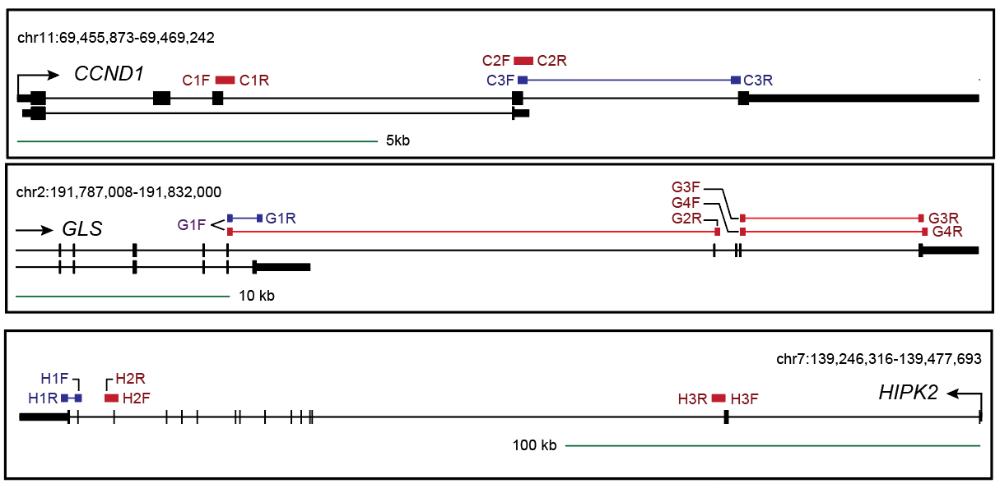 chr11:69,455,873-69,469,242
CCND1
C1F C1R
C2F C2R
C3F C3R
5kb
chr2:191,787,008-191,832,000
GLS
G1F G1R
G3F
G4F
G2R
G3R
G4R
10 kb
chr7:139,246,316-139,477,693
HIPK2
H1F H2R
H1R H2F
H3R H3F
100 kb